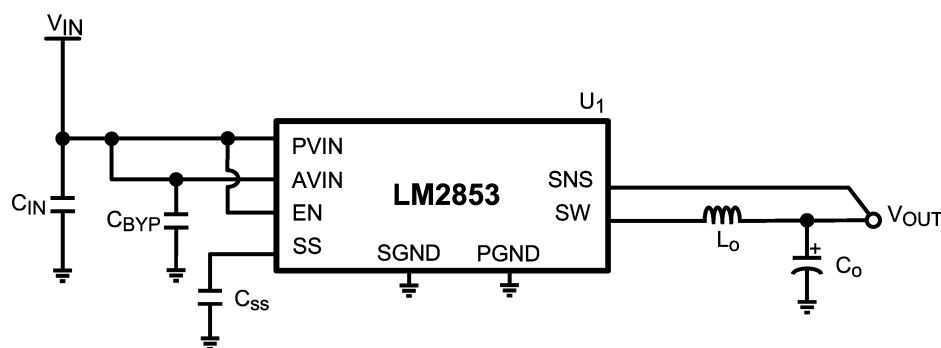 VIN
U1
PVIN
AVIN
EN
SS
LM2853
SNS
SW
SGND
PGND
CIN
CBYP
CSS
LO
CO
+
VOUT